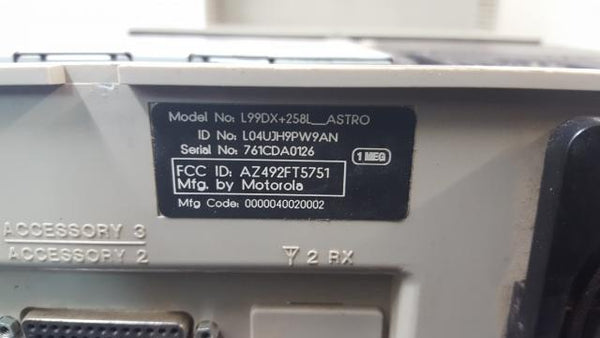 Model No: L99DX+258L__ASTRO
ID No: L04UJH9PW9AN
Serial No: 761CDA0126
1 MEG
FCC ID: AZ492FT5751
Mfg. by Motorola
Mfg Code: 0000040020002
ACCESSORY 3
ACCESSORY 2
2 RX